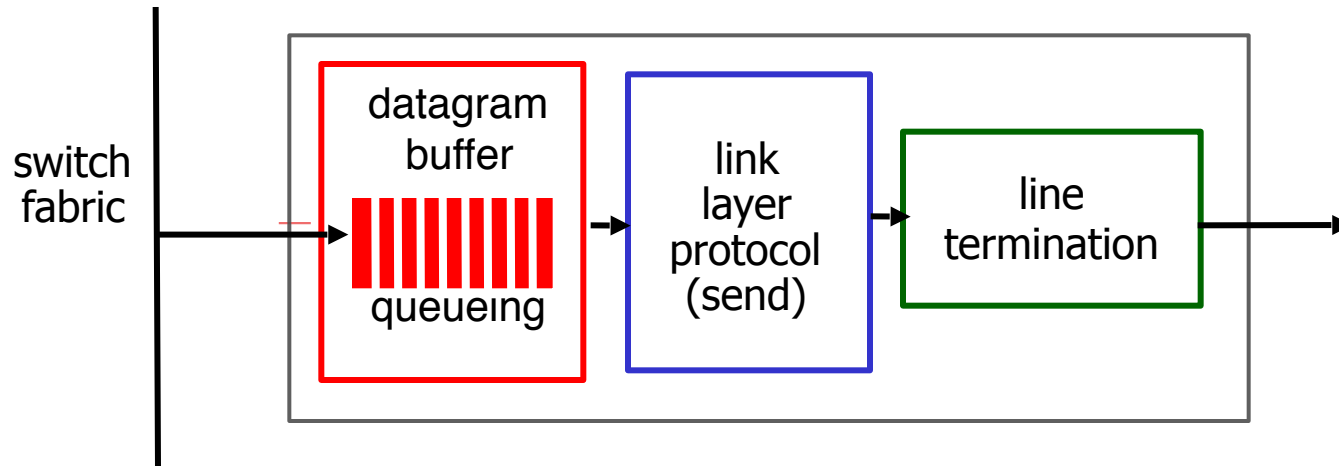 switch
fabric
datagram
buffer
queueing
link
layer
protocol
(send)
line
termination